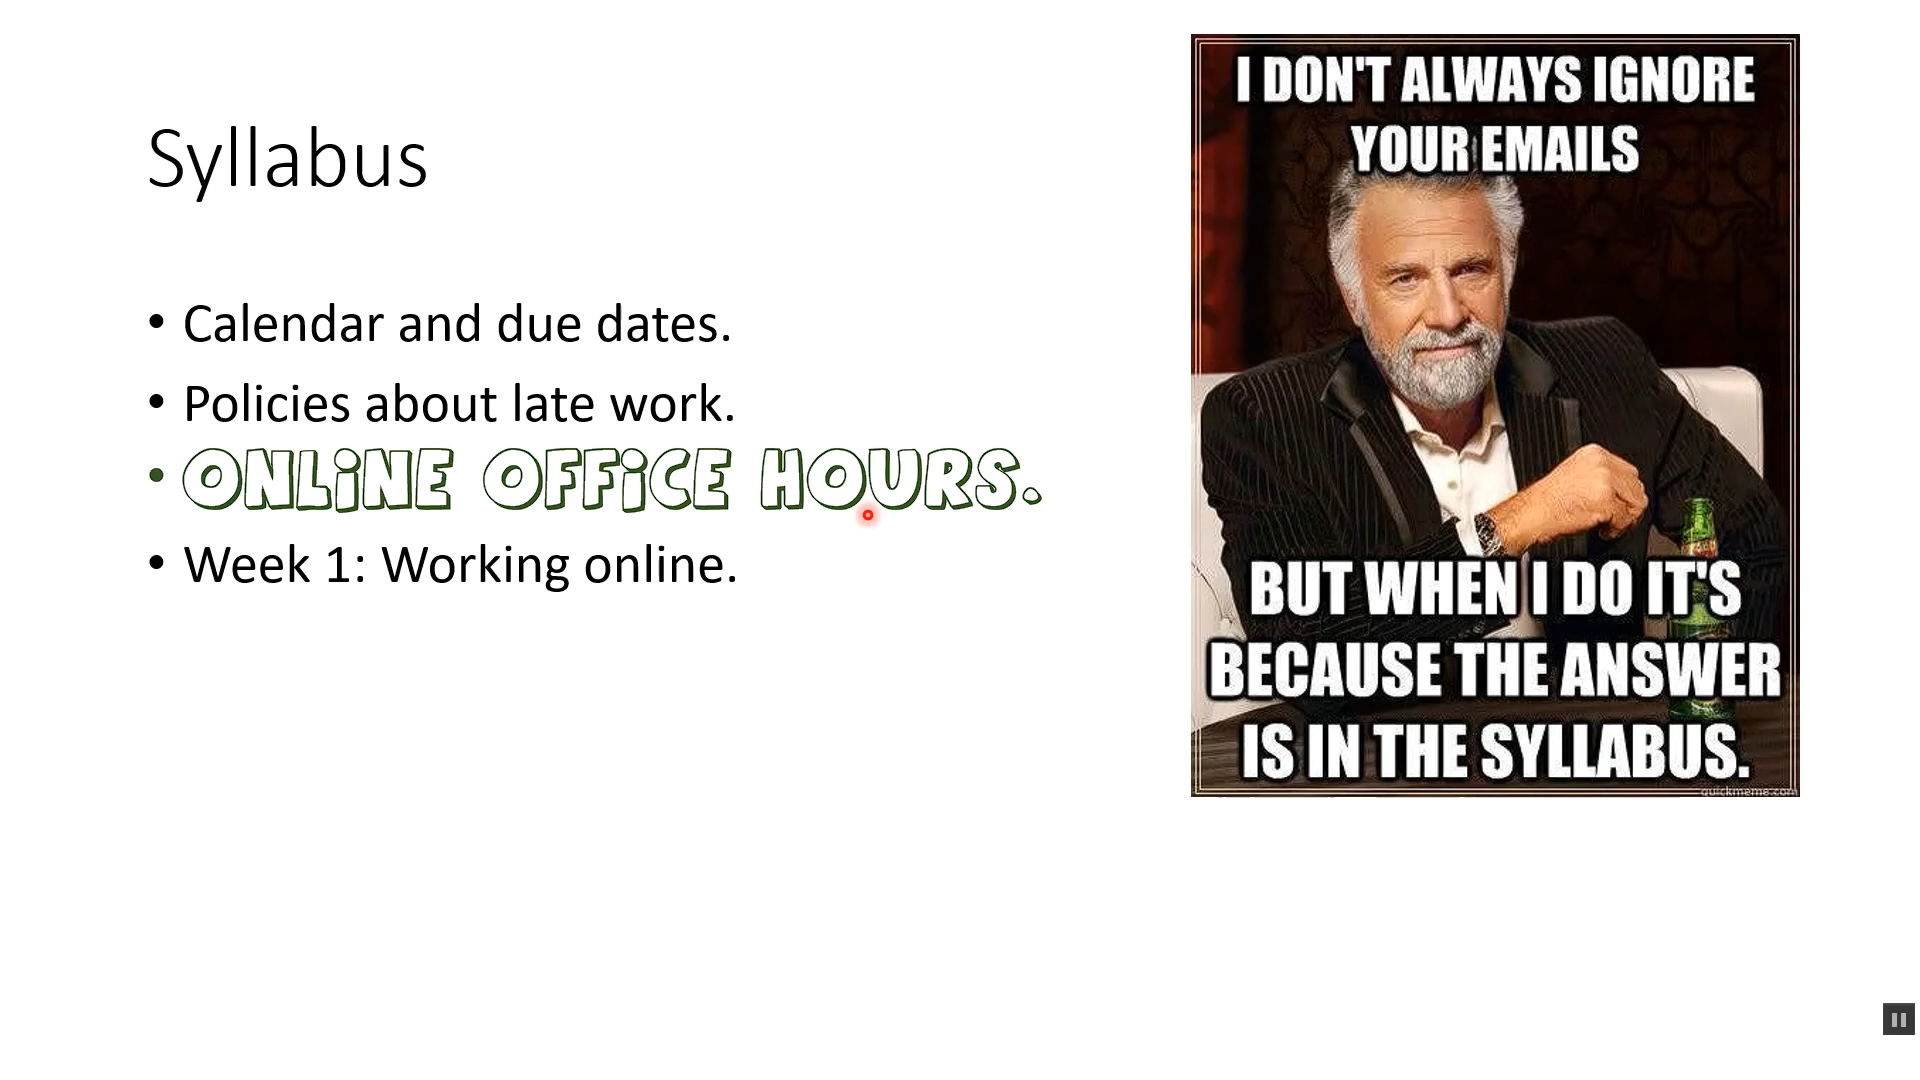 Syllabus
• Calendar and due dates.
• Policies about late work.
• ONLINE OFFICE HOURS.
• Week 1: Working online.
I DON'T ALWAYS IGNORE
YOUR EMAILS
BUT WHEN I DO IT'S
BECAUSE THE ANSWER
IS IN THE SYLLABUS.
quickmeme.com